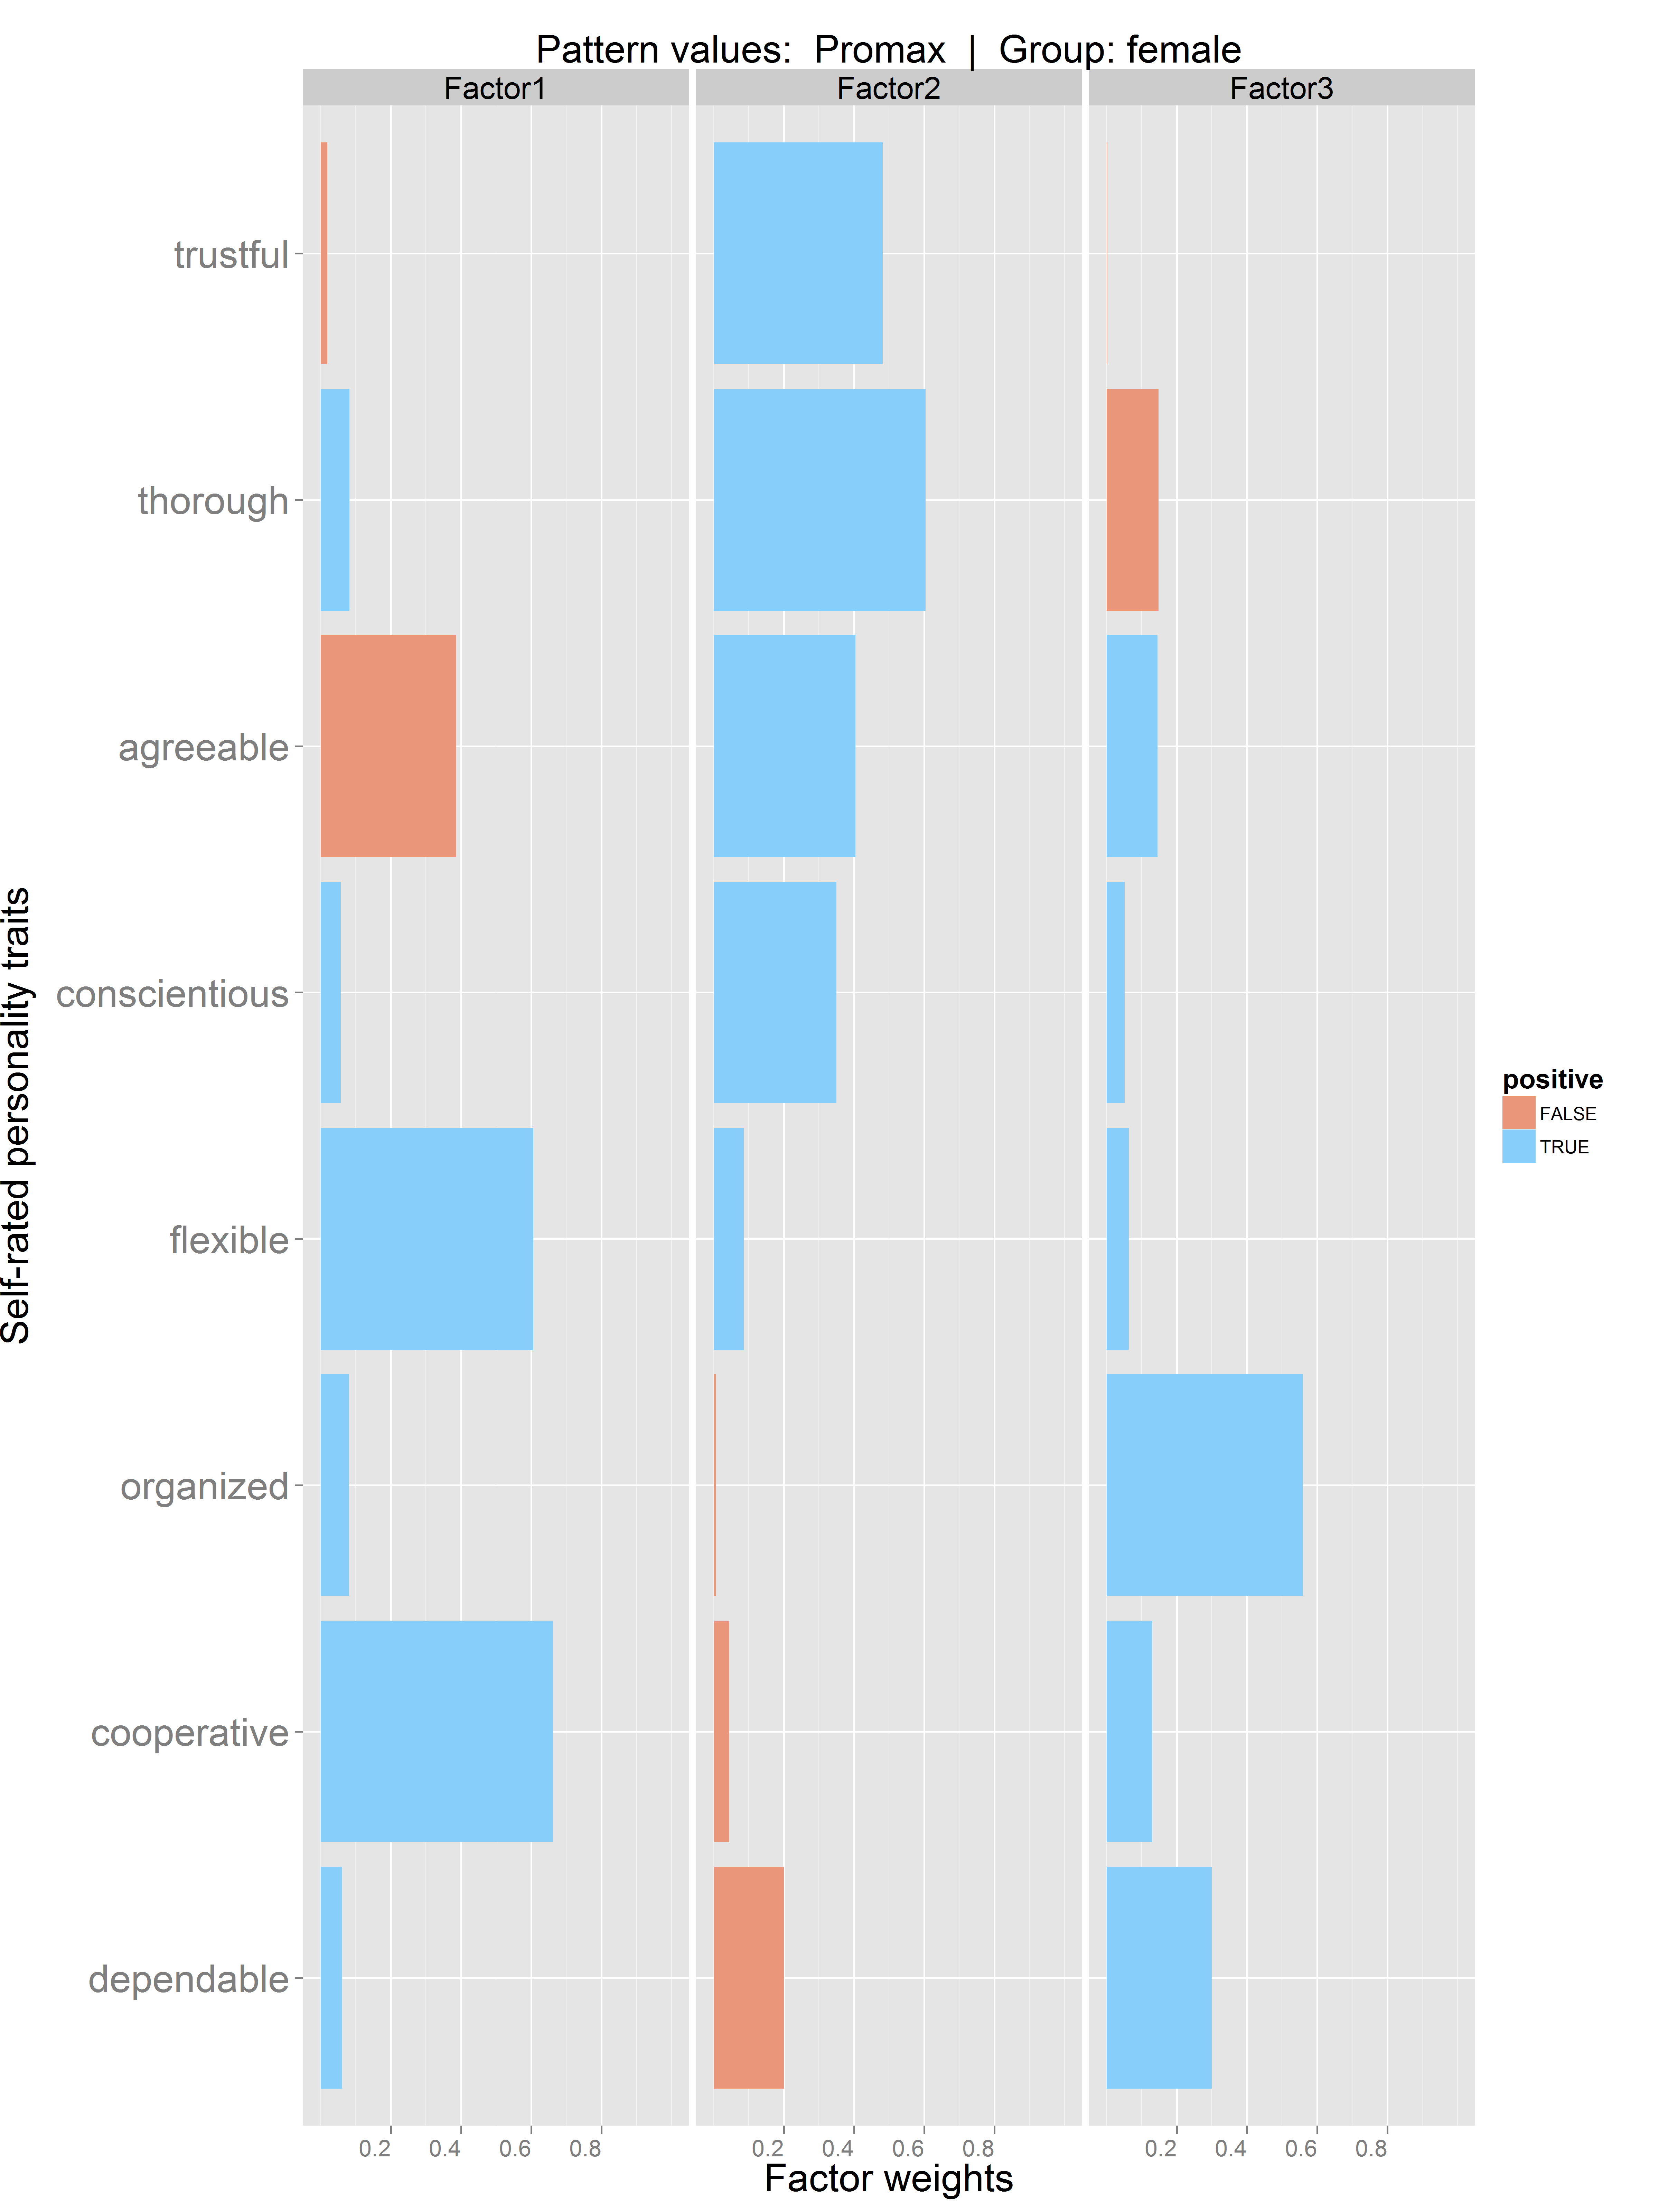 Pattern values:  Promax  |  Group: female
Factor1 Factor2 Factor3
trustful
thorough
agreeable
conscientious
flexible
organized
cooperative
dependable
Self-rated personality traits
0.2 0.4 0.6 0.8 0.2 0.4 0.6 0.8 0.2 0.4 0.6 0.8
Factor weights
positive
FALSE
TRUE